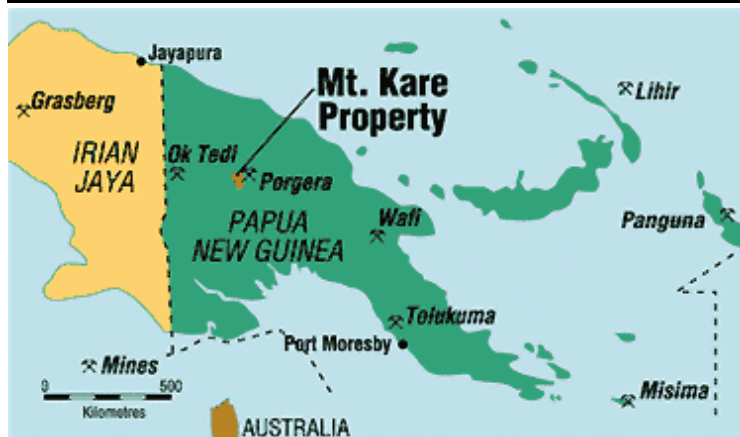 Jayapura
Mt. Kare
Property
Lihir
Grasberg
IRIAN
JAYA
Ok Tedi
Porgera
PAPUA
NEW GUINEA
Wafi
Panguna
Tolukuma
Port Moresby
Mines
Misima
0 500
Kilometres
AUSTRALIA